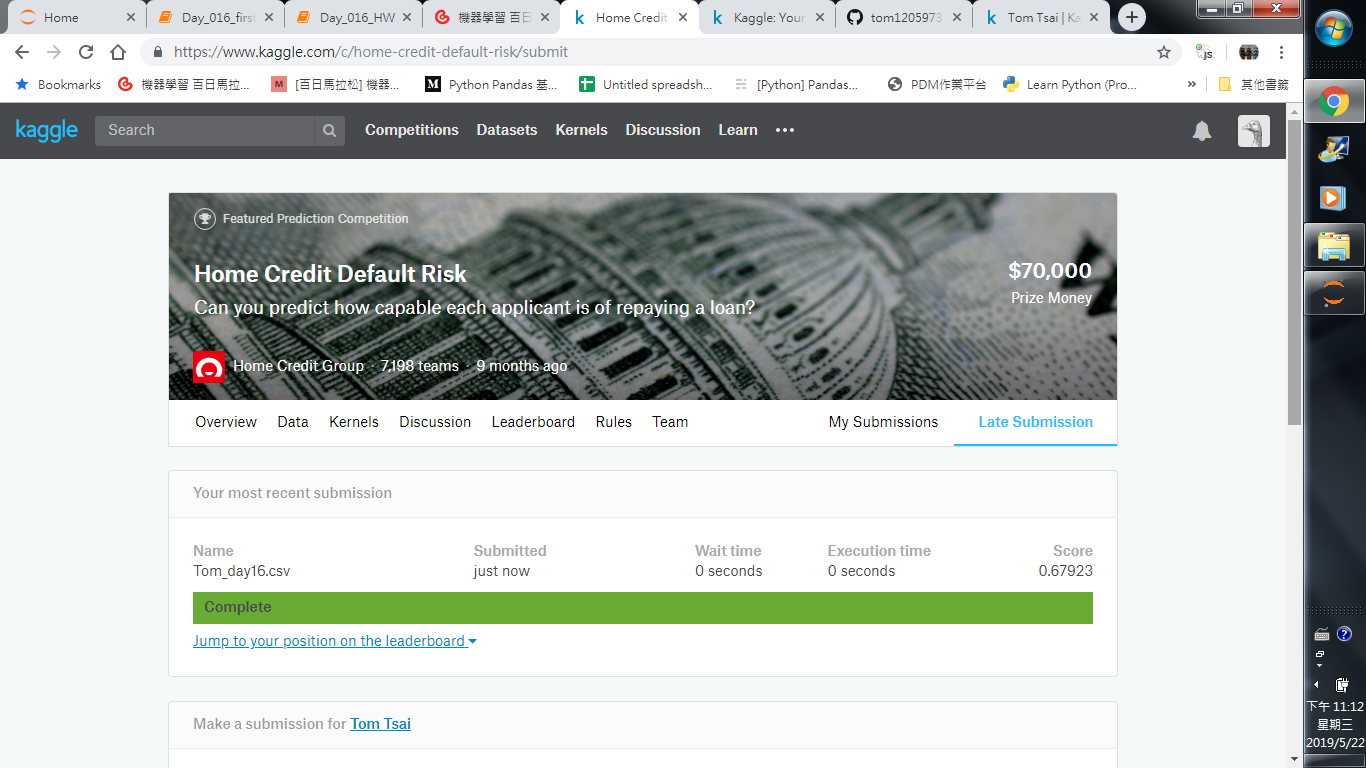 Home
Day_016_first
Day_016_HW
機器學習 百日
Home Credit
Kaggle: Your
tom1205973
Tom Tsai | Ka
https://www.kaggle.com/c/home-credit-default-risk/submit
js
Bookmarks
機器學習 百日馬拉...
M
[百日馬拉松] 機器...
Python Pandas 基...
Untitled spreadsh...
[Python] Pandas...
PDM作業平台
Learn Python (Pro...
»
其他書籤
kaggle
Search
Competitions
Datasets
Kernels
Discussion
Learn
Featured Prediction Competition
Home Credit Default Risk
$70,000
Can you predict how capable each applicant is of repaying a loan?
Prize Money
Home Credit Group · 7,198 teams · 9 months ago
Overview
Data
Kernels
Discussion
Leaderboard
Rules
Team
My Submissions
Late Submission
Your most recent submission
Name
Submitted
Wait time
Execution time
Score
Tom_day16.csv
just now
0 seconds
0 seconds
0.67923
Complete
Jump to your position on the leaderboard
Make a submission for Tom Tsai
下午 11:12
星期三
2019/5/22